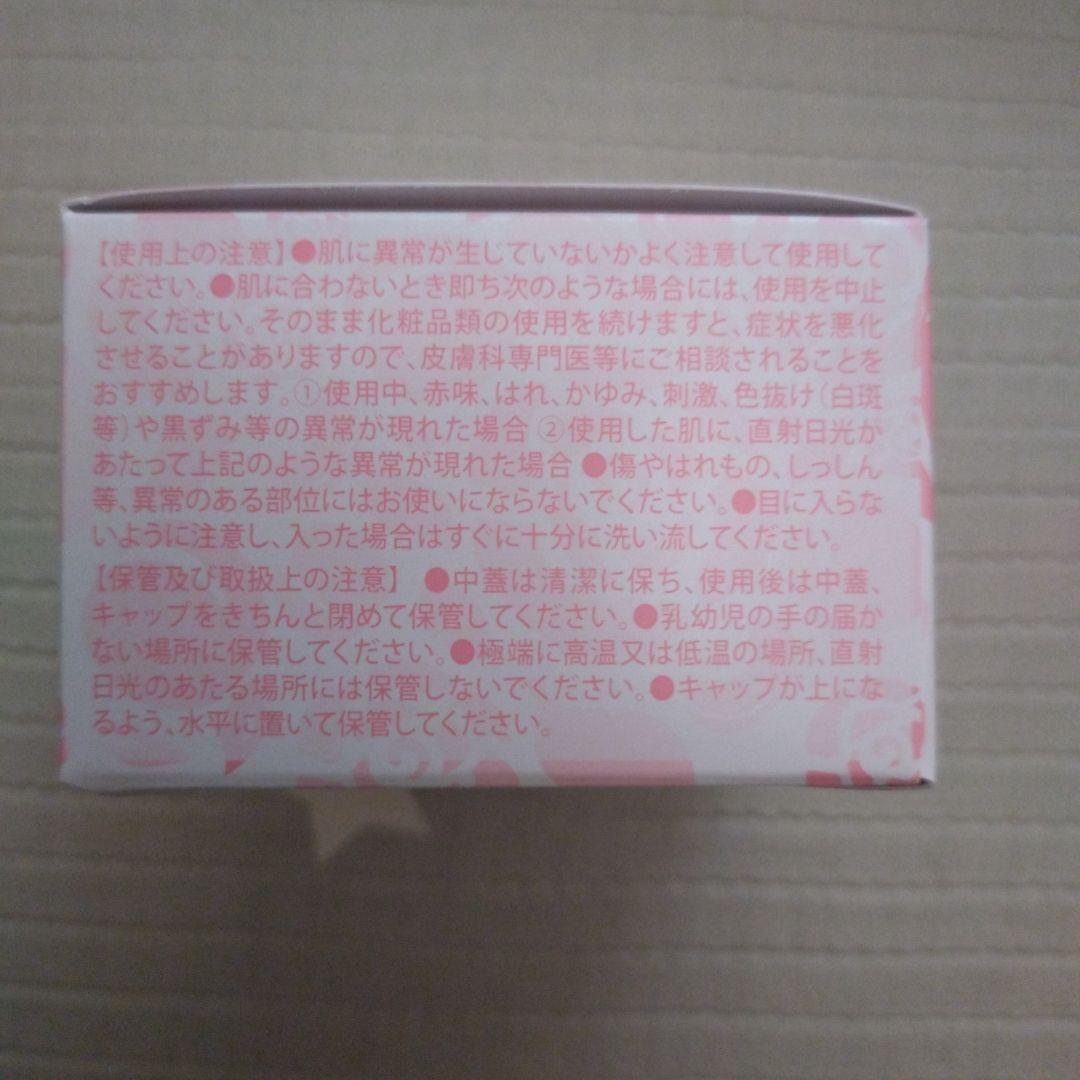 【使用上の注意】●肌に異常が生じていないかよく注意して使用して
ください。●肌に合わないとき即ち次のような場合には、使用を中止
してください。そのまま化粧品類の使用を続けますと、症状を悪化
させることがありますので、皮膚科専門医等にご相談されることを
おすすめします。①使用中、赤味、はれ、かゆみ、刺激、色抜け（白斑
等）や黒ずみ等の異常が現れた場合 ②使用した肌に、直射日光が
あたって上記のような異常が現れた場合 ●傷やはれもの、しっしん
等、異常のある部位にはお使いにならないでください。●目に入らな
いように注意し、入った場合はすぐに十分に洗い流してください。
【保管及び取扱上の注意】 ●中蓋は清潔に保ち、使用後は中蓋、
キャップをきちんと閉めて保管してください。●乳幼児の手の届か
ない場所に保管してください。●極端に高温又は低温の場所、直射
日光のあたる場所には保管しないでください。●キャップが上にな
るよう、水平に置いて保管してください。